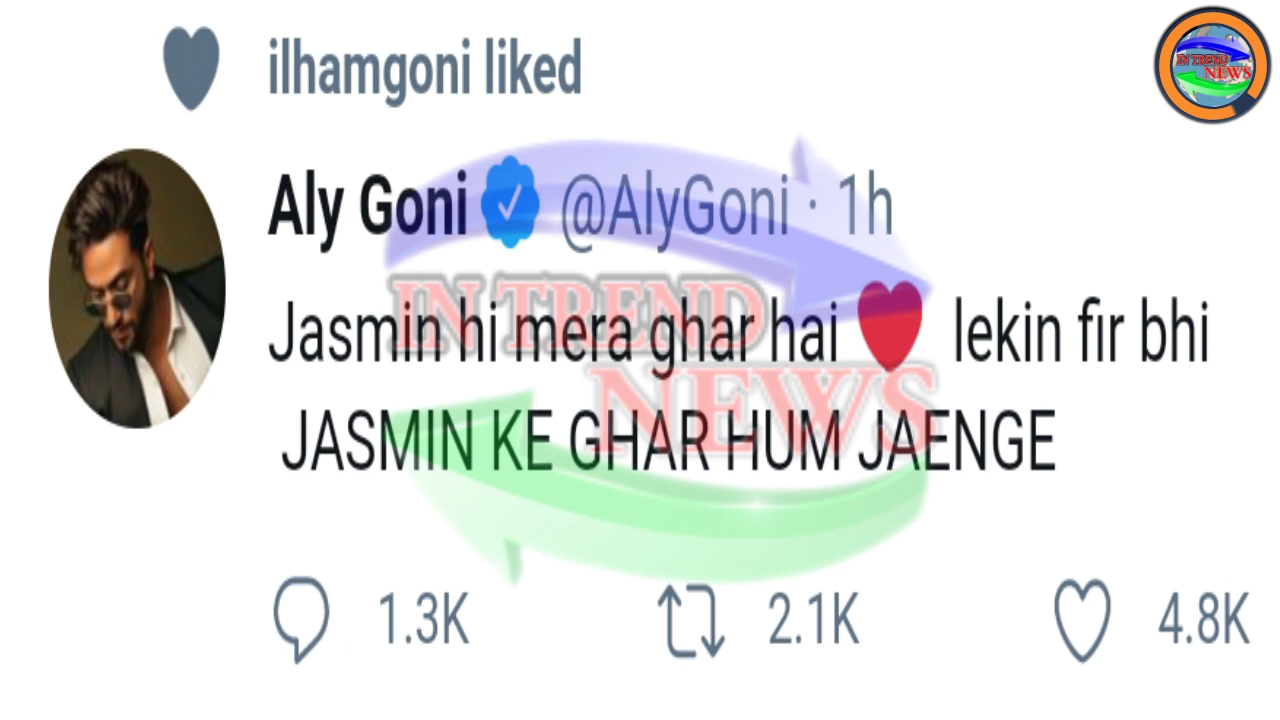 ilhamgoni liked
IN TREND
NEWS
Aly Goni @AlyGoni · 1h
Jasmin hi mera ghar hai ❤ lekin fir bhi
JASMIN KE GHAR HUM JAENGE
IN TREND
NEWS
1.3K 2.1K 4.8K